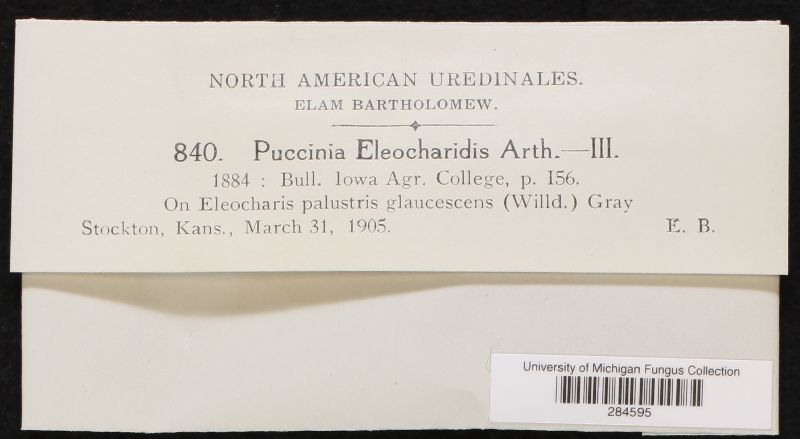 NORTH AMERICAN UREDINALES.
ELAM BARTHOLOMEW.
840. Puccinia Eleocharidis Arth.—III.
1884 : Bull. Iowa Agr. College, p. 156.
On Eleocharis palustris glaucescens (Willd.) Gray
Stockton, Kans., March 31, 1905. E. B.
University of Michigan Fungus Collection
284595